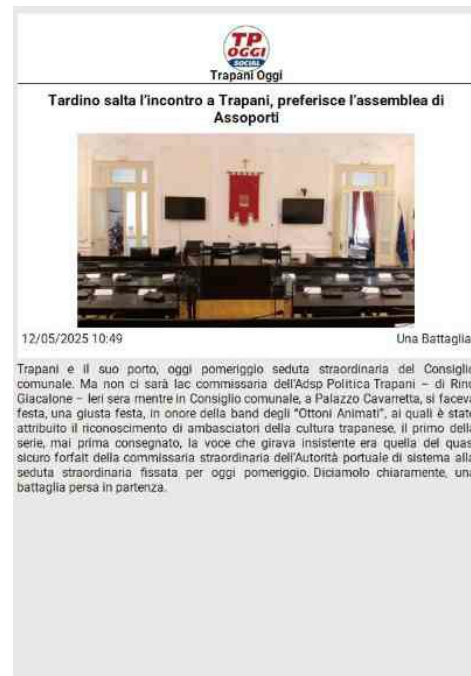 TP
OGGI
SOCIAL
Trapani Oggi
Tardino salta l'incontro a Trapani, preferisce l'assemblea di
Assoporti
12/05/2025 10:49
Una Battaglia
Trapani e il suo porto, oggi pomeriggio seduta straordinaria del Consiglio
comunale. Ma non ci sarà lac commissaria dell'Adsp Politica Trapani – di Rino
Giacalone – Ieri sera mentre in Consiglio comunale, a Palazzo Cavarretta, si faceva
festa, una giusta festa, in onore della band degli "Ottoni Animati", ai quali è stato
attribuito il riconoscimento di ambasciatori della cultura trapanese, il primo della
serie, mai prima consegnato, la voce che girava insistente era quella del quasi
sicuro forfait della commissaria straordinaria dell'Autorità portuale di sistema alla
seduta straordinaria fissata per oggi pomeriggio. Diciamolo chiaramente, una
battaglia persa in partenza.